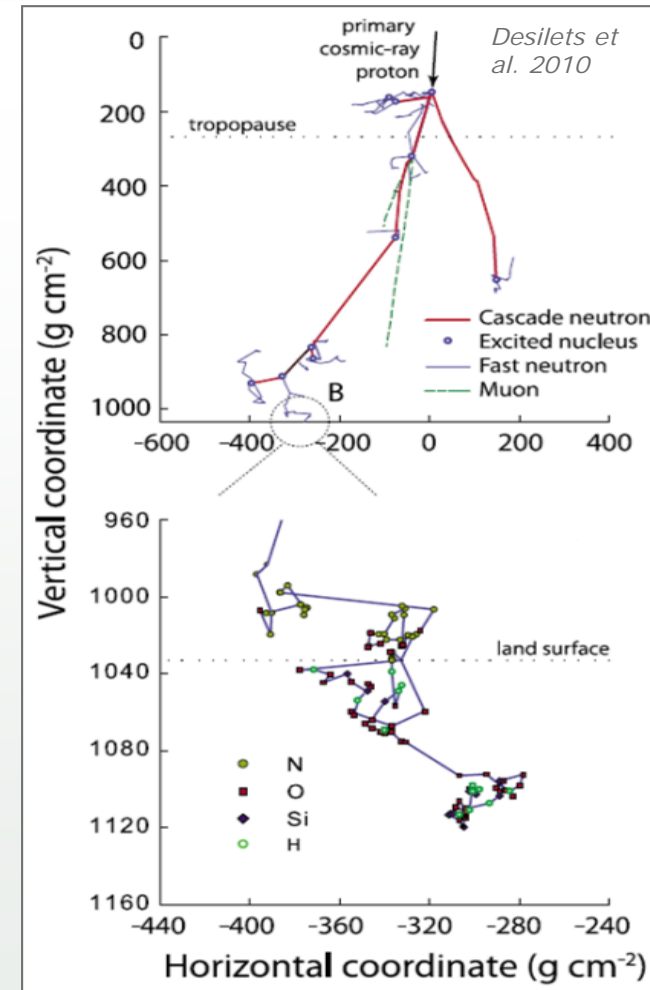 primary
cosmic-ray
proton
Desilets et
al. 2010
0
200
tropopause
400
600
Cascade neutron
Excited nucleus
800
Fast neutron
Muon
B
1000
-600 -400 -200 0 200 400
Vertical coordinate (g cm-2)
960
1000
land surface
1040
1080
N
O
Si
H
1120
1160
-440 -400 -360 -320 -280 -240
Horizontal coordinate (g cm-2)